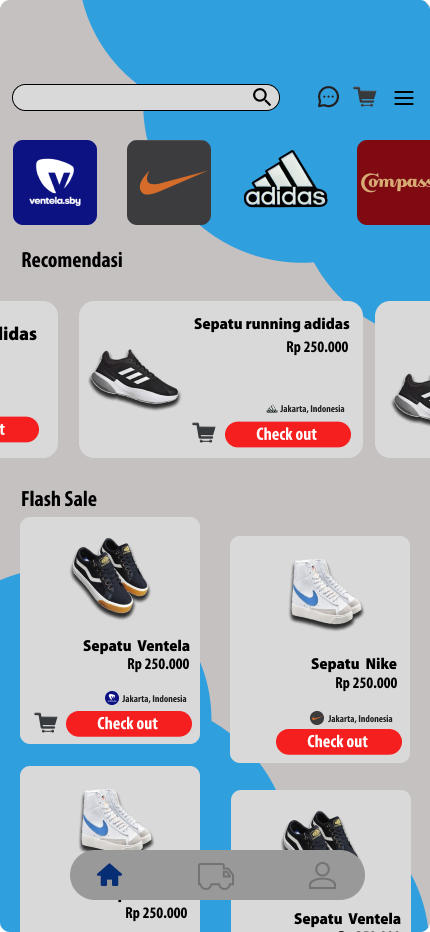 ventela.sby
adidas
Compass
Recomendasi
didas
Sepatu running adidas
Rp 250.000
Jakarta, Indonesia
Check out
Flash Sale
Sepatu Ventela
Rp 250.000
Jakarta, Indonesia
Check out
Sepatu Nike
Rp 250.000
Jakarta, Indonesia
Check out
Rp 250.000
Sepatu Ventela